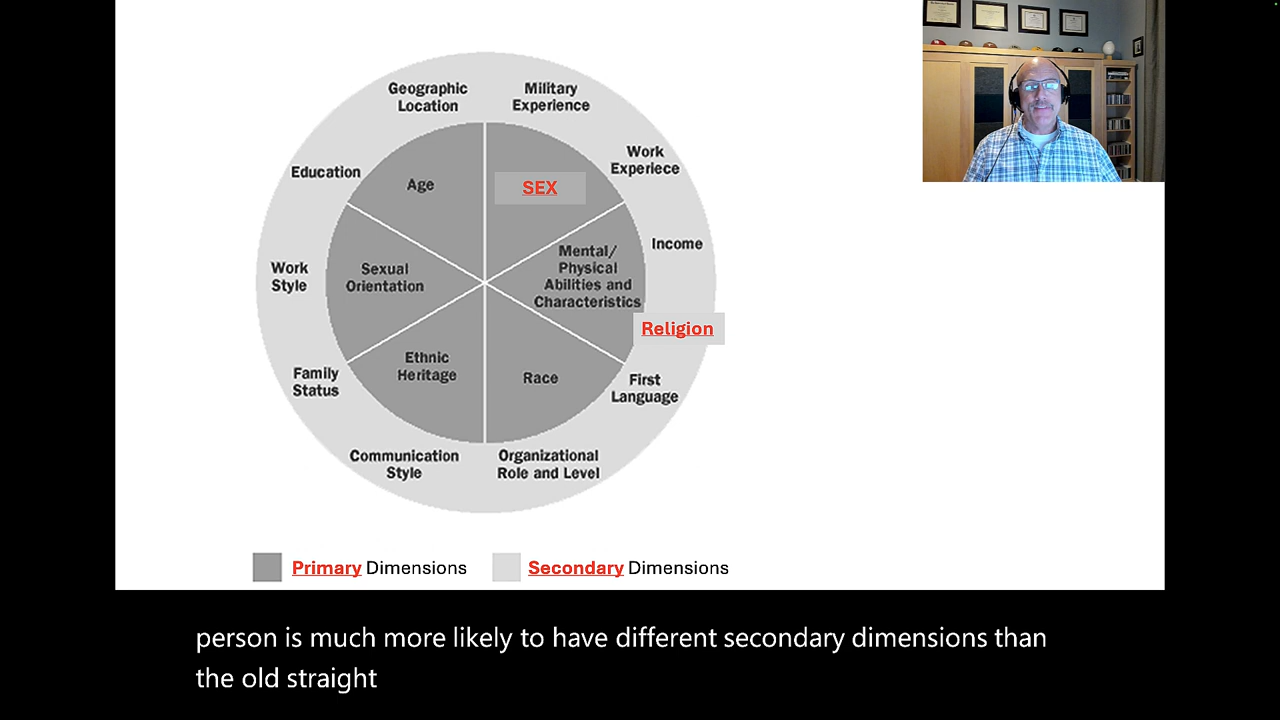 Geographic
Location
Military
Experience
Education
Work
Experiece
Age
SEX
Income
Work
Style
Sexual
Orientation
Mental/
Physical
Abilities and
Characteristics
Religion
Family
Status
Ethnic
Heritage
Race
First
Language
Communication
Style
Organizational
Role and Level
Primary Dimensions
Secondary Dimensions
person is much more likely to have different secondary dimensions than
the old straight